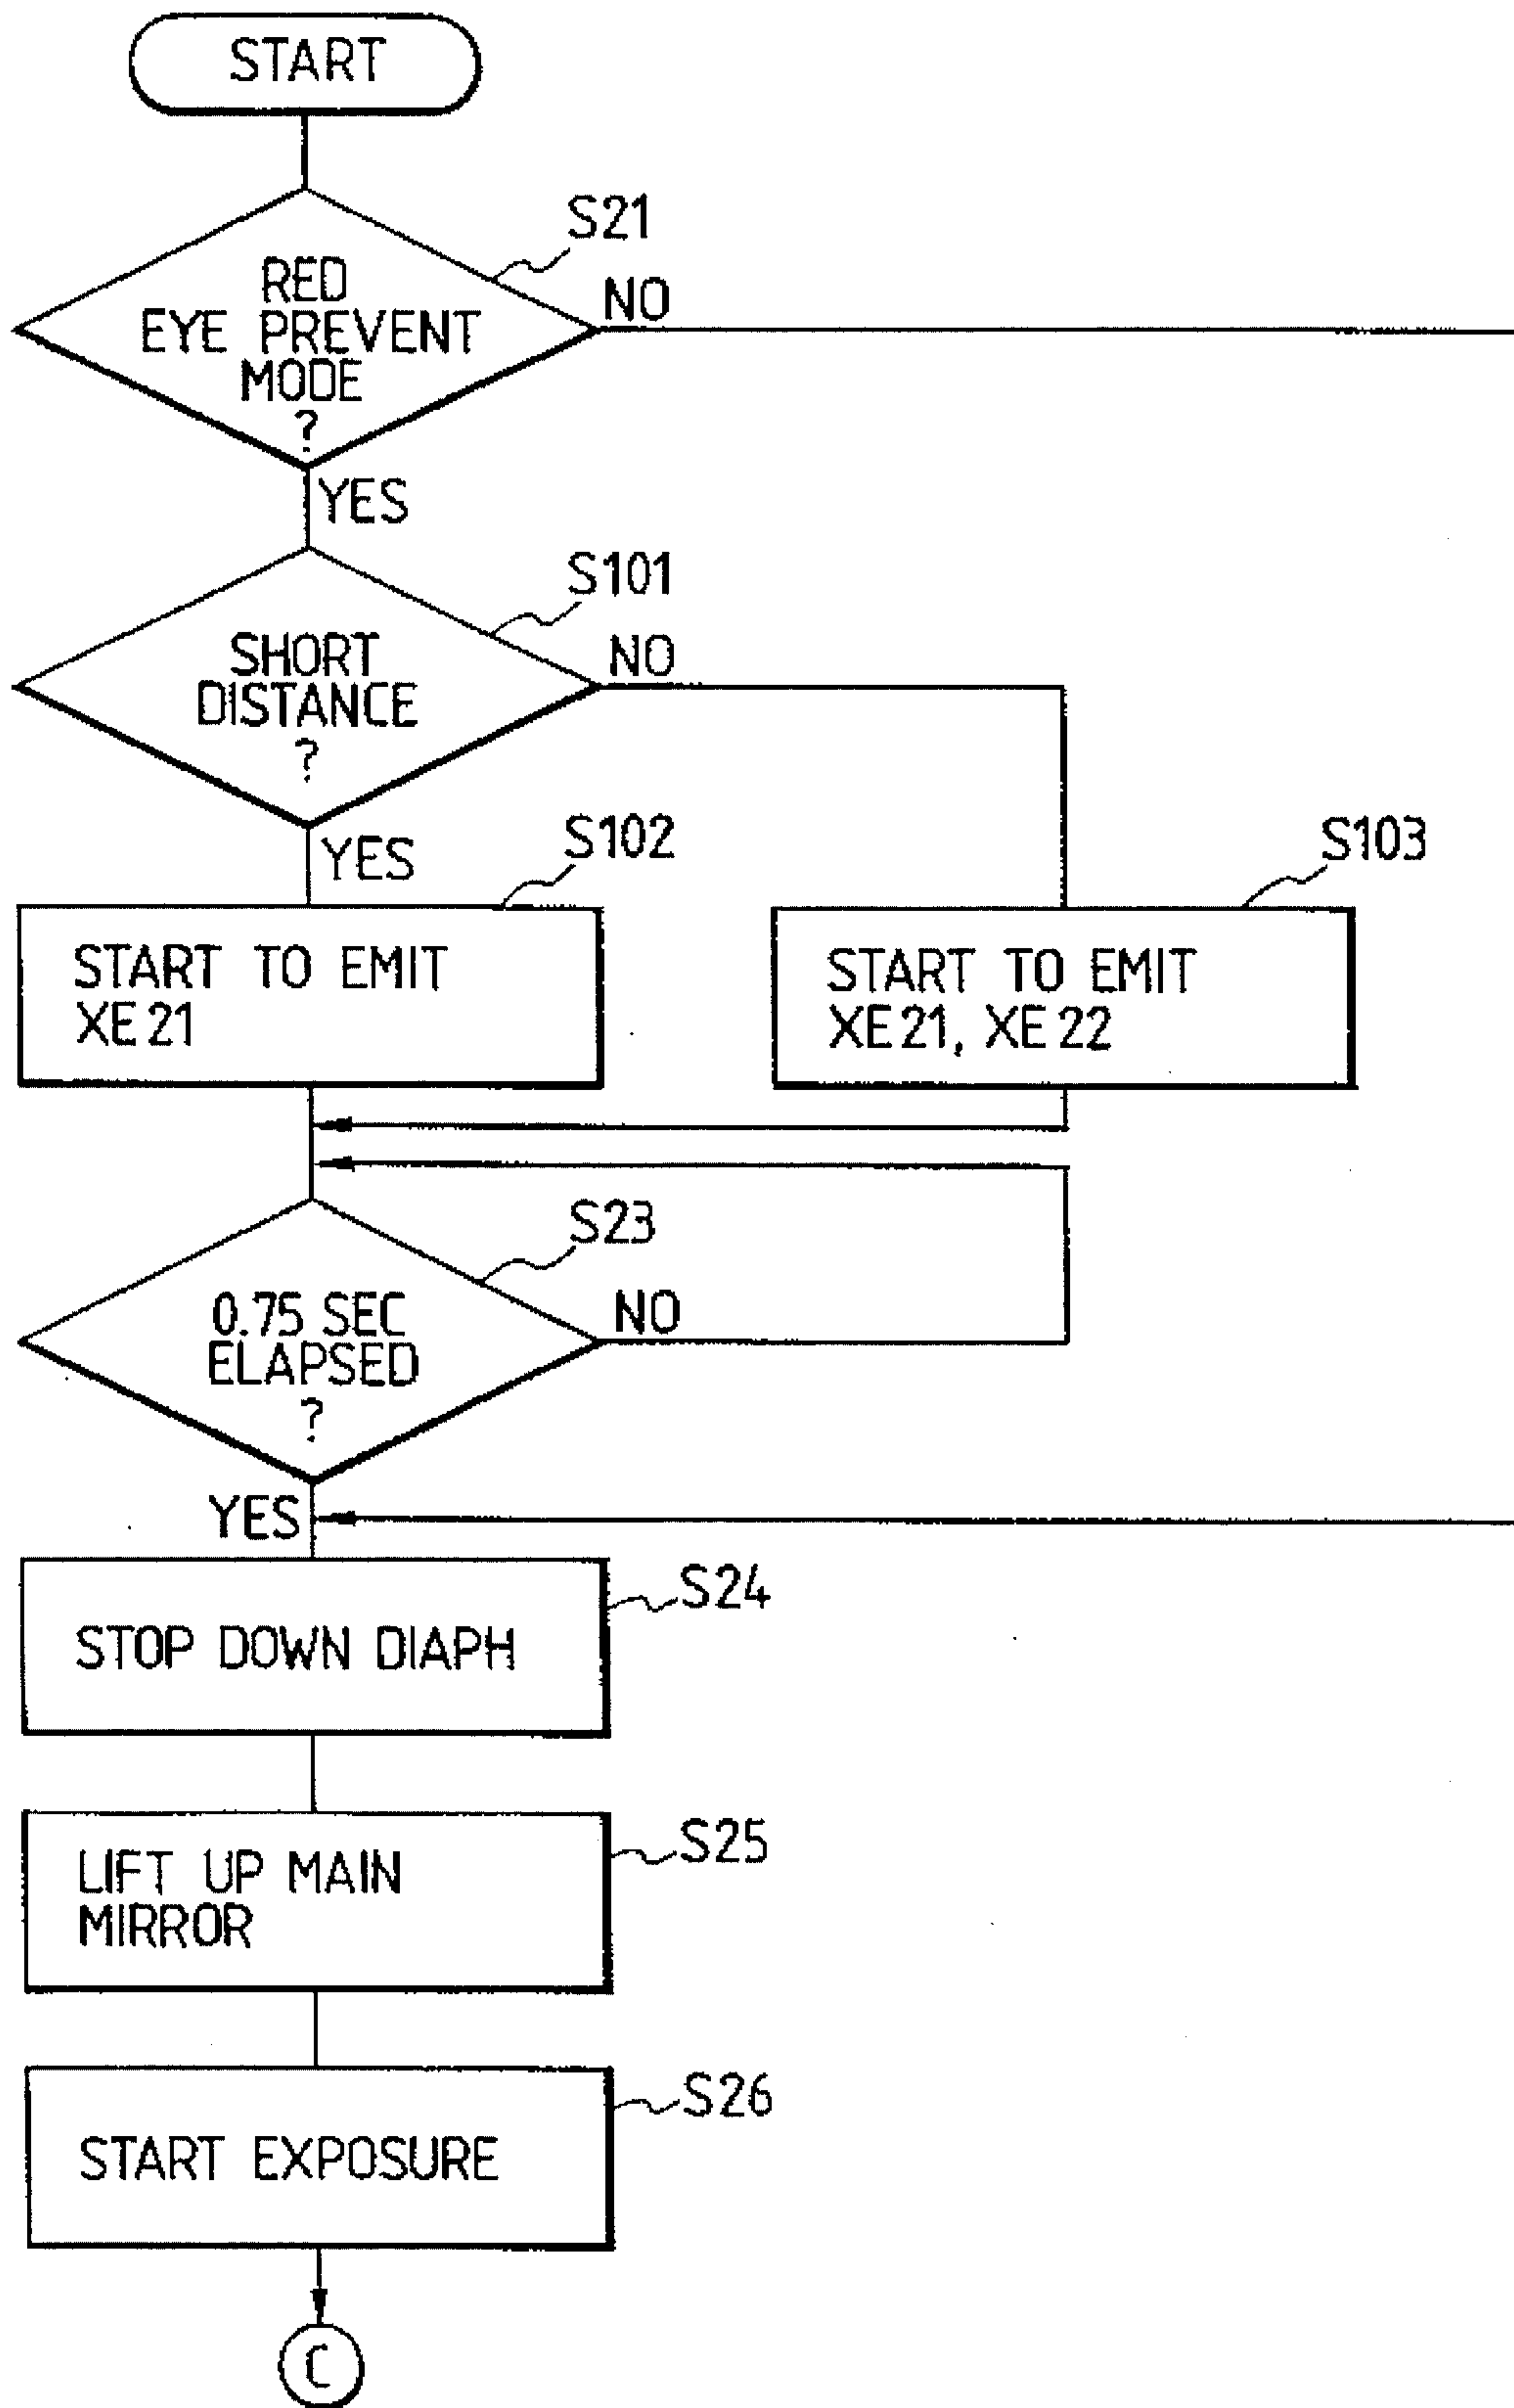 START
S21
RED
EYE PREVENT
MODE
?
NO
YES
S101
SHORT
DISTANCE
?
NO
YES
S102
START TO EMIT
XE21
S103
START TO EMIT
XE21, XE22
S23
0.75 SEC
ELAPSED
?
NO
YES
S24
STOP DOWN DIAPH
S25
LIFT UP MAIN
MIRROR
S26
START EXPOSURE
C